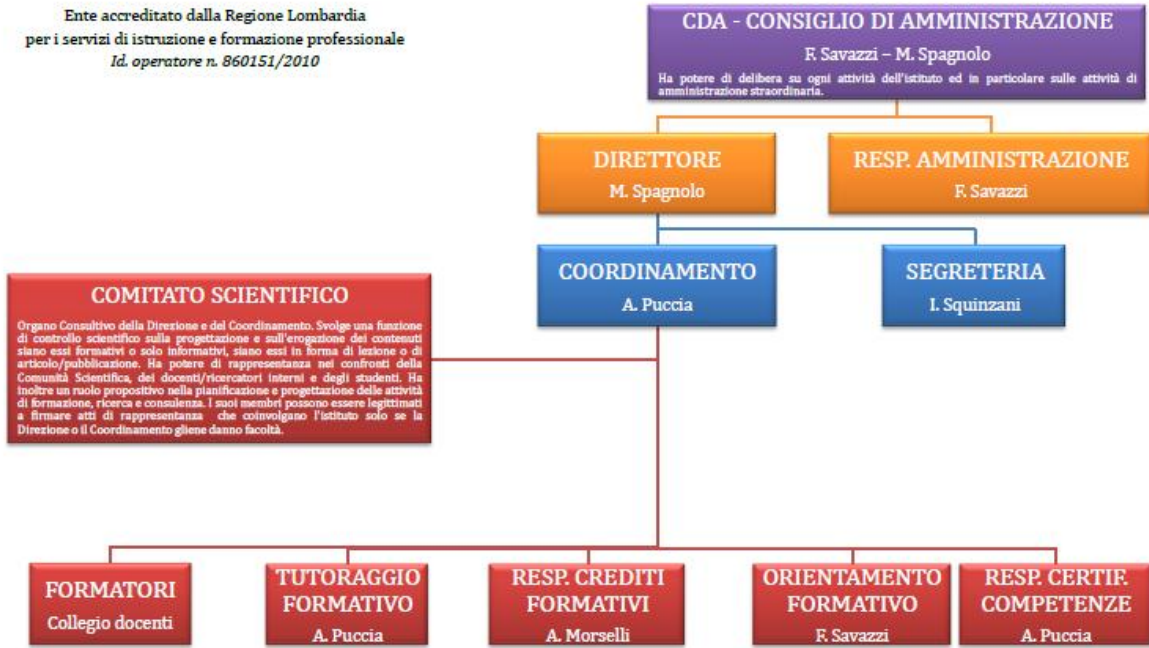 Ente accreditato dalla Regione Lombardia
per i servizi di istruzione e formazione professionale
Id. operatore n. 860151/2010
CDA - CONSIGLIO DI AMMINISTRAZIONE
F. Savazzi – M. Spagnolo
Ha potere di delibera su ogni attività dell'istituto ed in particolare sulle attività di
amministrazione straordinaria.
DIRETTORE
M. Spagnolo
RESP. AMMINISTRAZIONE
F. Savazzi
COORDINAMENTO
A. Puccia
SEGRETERIA
I. Squinzani
COMITATO SCIENTIFICO
Organo Consultivo della Direzione e del Coordinamento. Svolge una funzione
di controllo scientifico sulla progettazione e sull'erogazione dei contenuti
siano essi formativi o solo informativi, siano essi in forma di lezione o di
articolo/pubblicazione. Ha potere di rappresentanza nei confronti della
Comunità Scientifica, dei docenti/ricercatori interni e degli studenti. Ha
inoltre un ruolo propositivo nella pianificazione e progettazione delle attività
di formazione, ricerca e consulenza. I suoi membri possono essere legittimati
a firmare atti di rappresentanza che coinvolgano l'istituto solo se la
Direzione o il Coordinamento gliene danno facoltà.
FORMATORI
Collegio docenti
TUTORAGGIO
FORMATIVO
A. Puccia
RESP. CREDITI
FORMATIVI
A. Morselli
ORIENTAMENTO
FORMATIVO
F. Savazzi
RESP. CERTIF.
COMPETENZE
A. Puccia